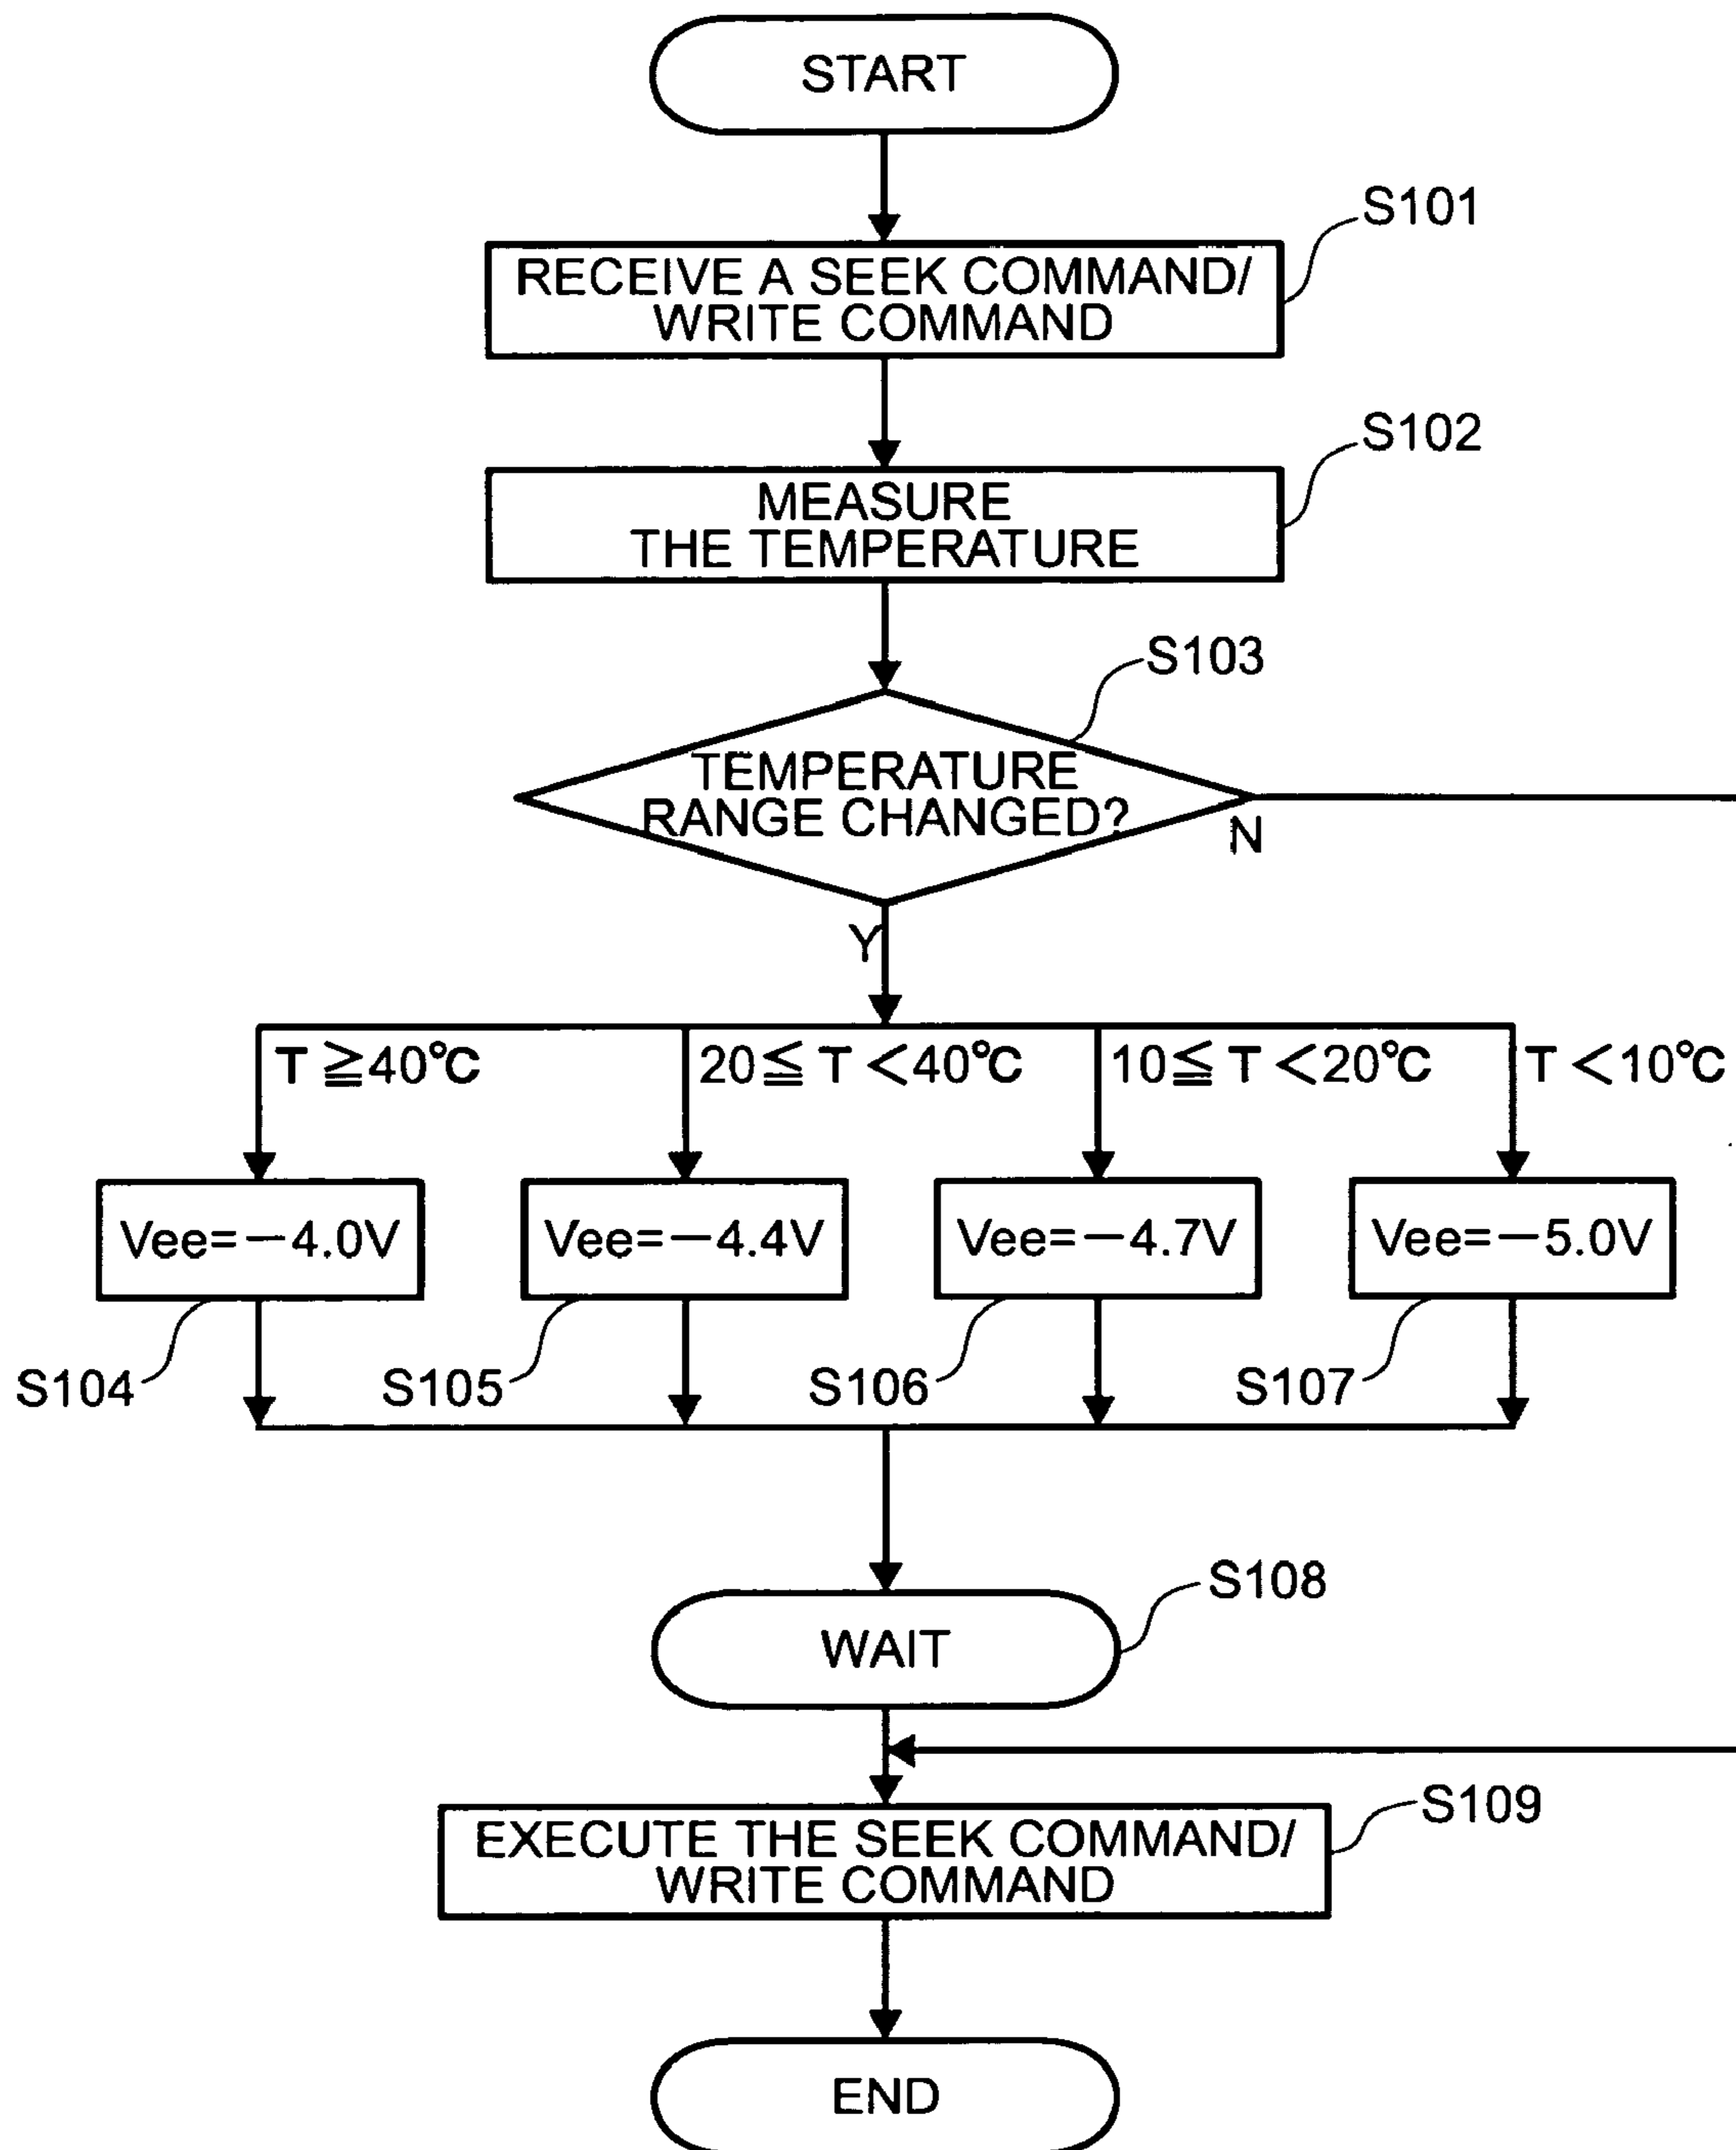 START
S101
RECEIVE A SEEK COMMAND/
WRITE COMMAND
S102
MEASURE
THE TEMPERATURE
S103
TEMPERATURE
RANGE CHANGED?
N
Y
T ≧40℃
20≦ T <40℃
10≦ T <20℃
T <10℃
Vee=−4.0V
Vee=−4.4V
Vee=−4.7V
Vee=−5.0V
S104
S105
S106
S107
S108
WAIT
S109
EXECUTE THE SEEK COMMAND/
WRITE COMMAND
END